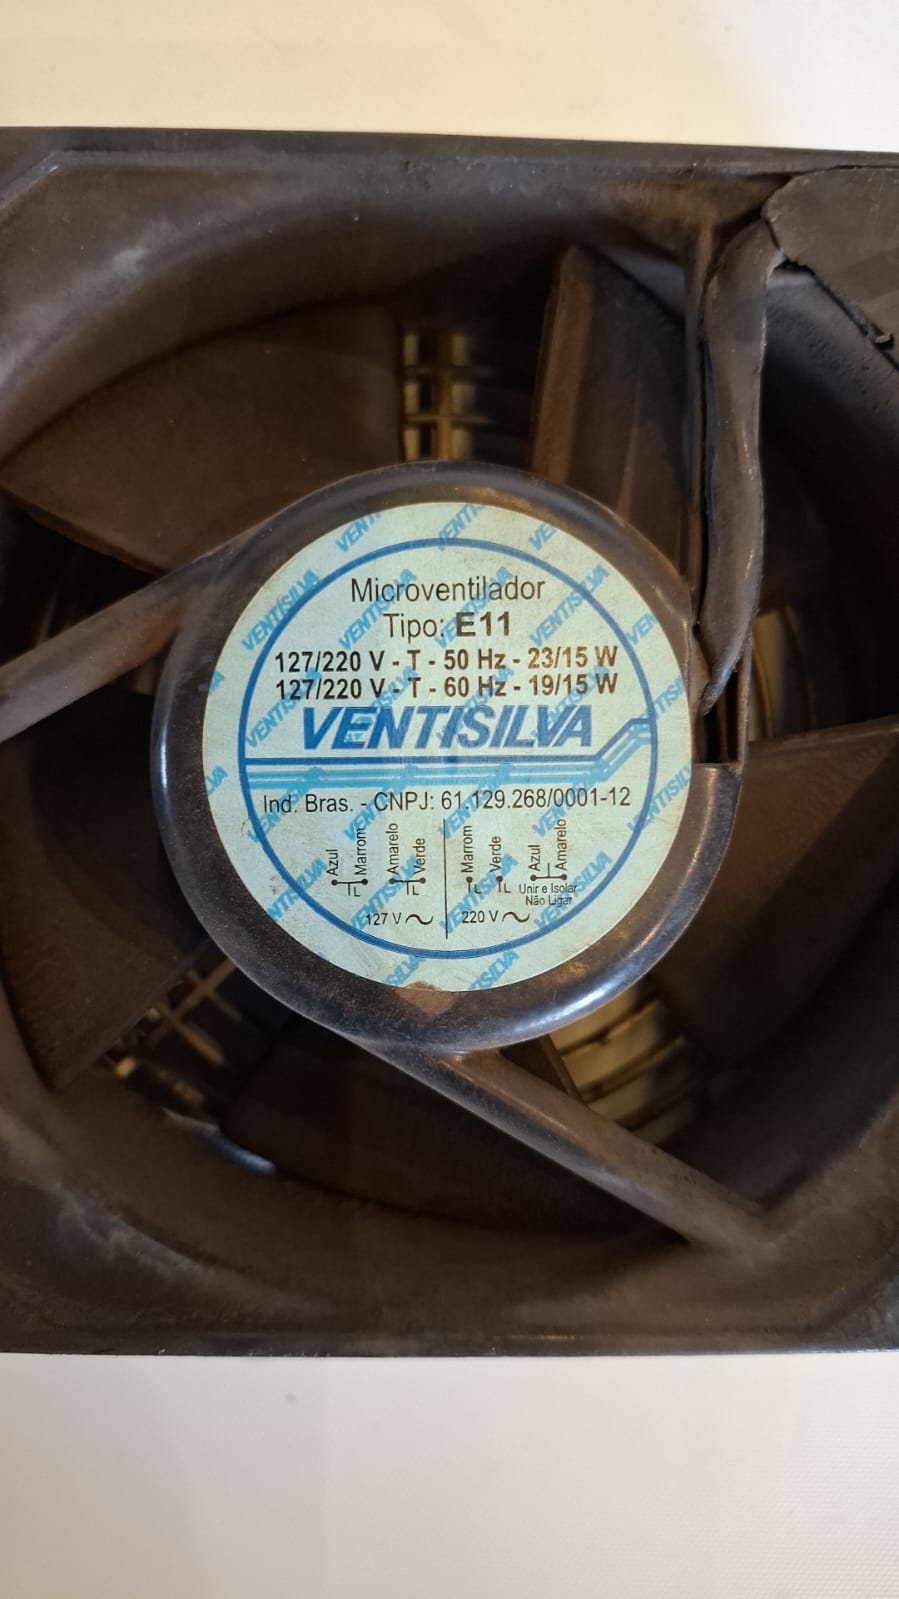 Microventilador
Tipo: E11
127/220 V - T - 50 Hz - 23/15 W
127/220 V - T - 60 Hz - 19/15 W
VENTISILVA
Ind. Bras. - CNPJ: 61.129.268/0001-12
Azul Marrom Amarelo Verde Marrom Verde Azul Amarelo
Unir e Isolar
Não Ligar
127 V ~ 220 V ~